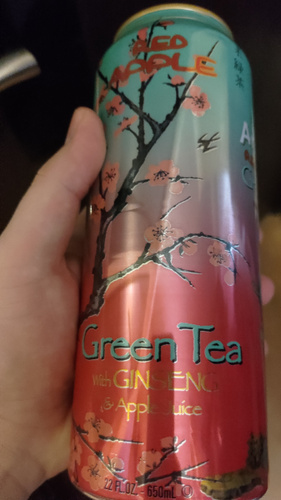 RED
APPLE
Green Tea
With GINSENG
& Apple Juice
22 FL OZ. = 650mL